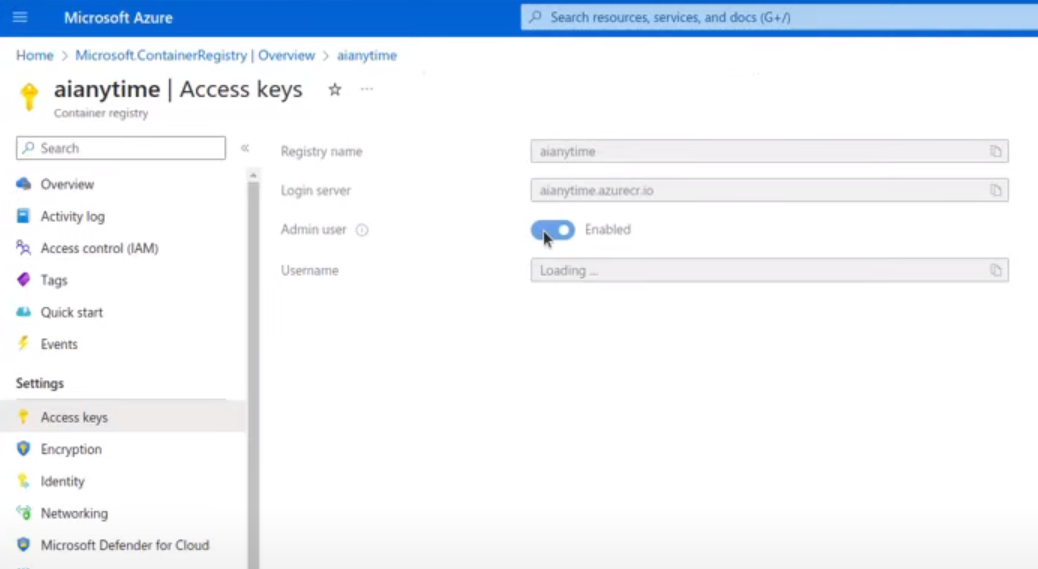 Microsoft Azure
Search resources, services, and docs (G+/)
Home > Microsoft.ContainerRegistry | Overview > aianytime
aianytime | Access keys
Container registry
Search
«
Overview
Activity log
Access control (IAM)
Tags
Quick start
Events
Settings
Access keys
Encryption
Identity
Networking
Microsoft Defender for Cloud
Registry name
aianytime
Login server
aianytime.azurecr.io
Admin user
Enabled
Username
Loading ...